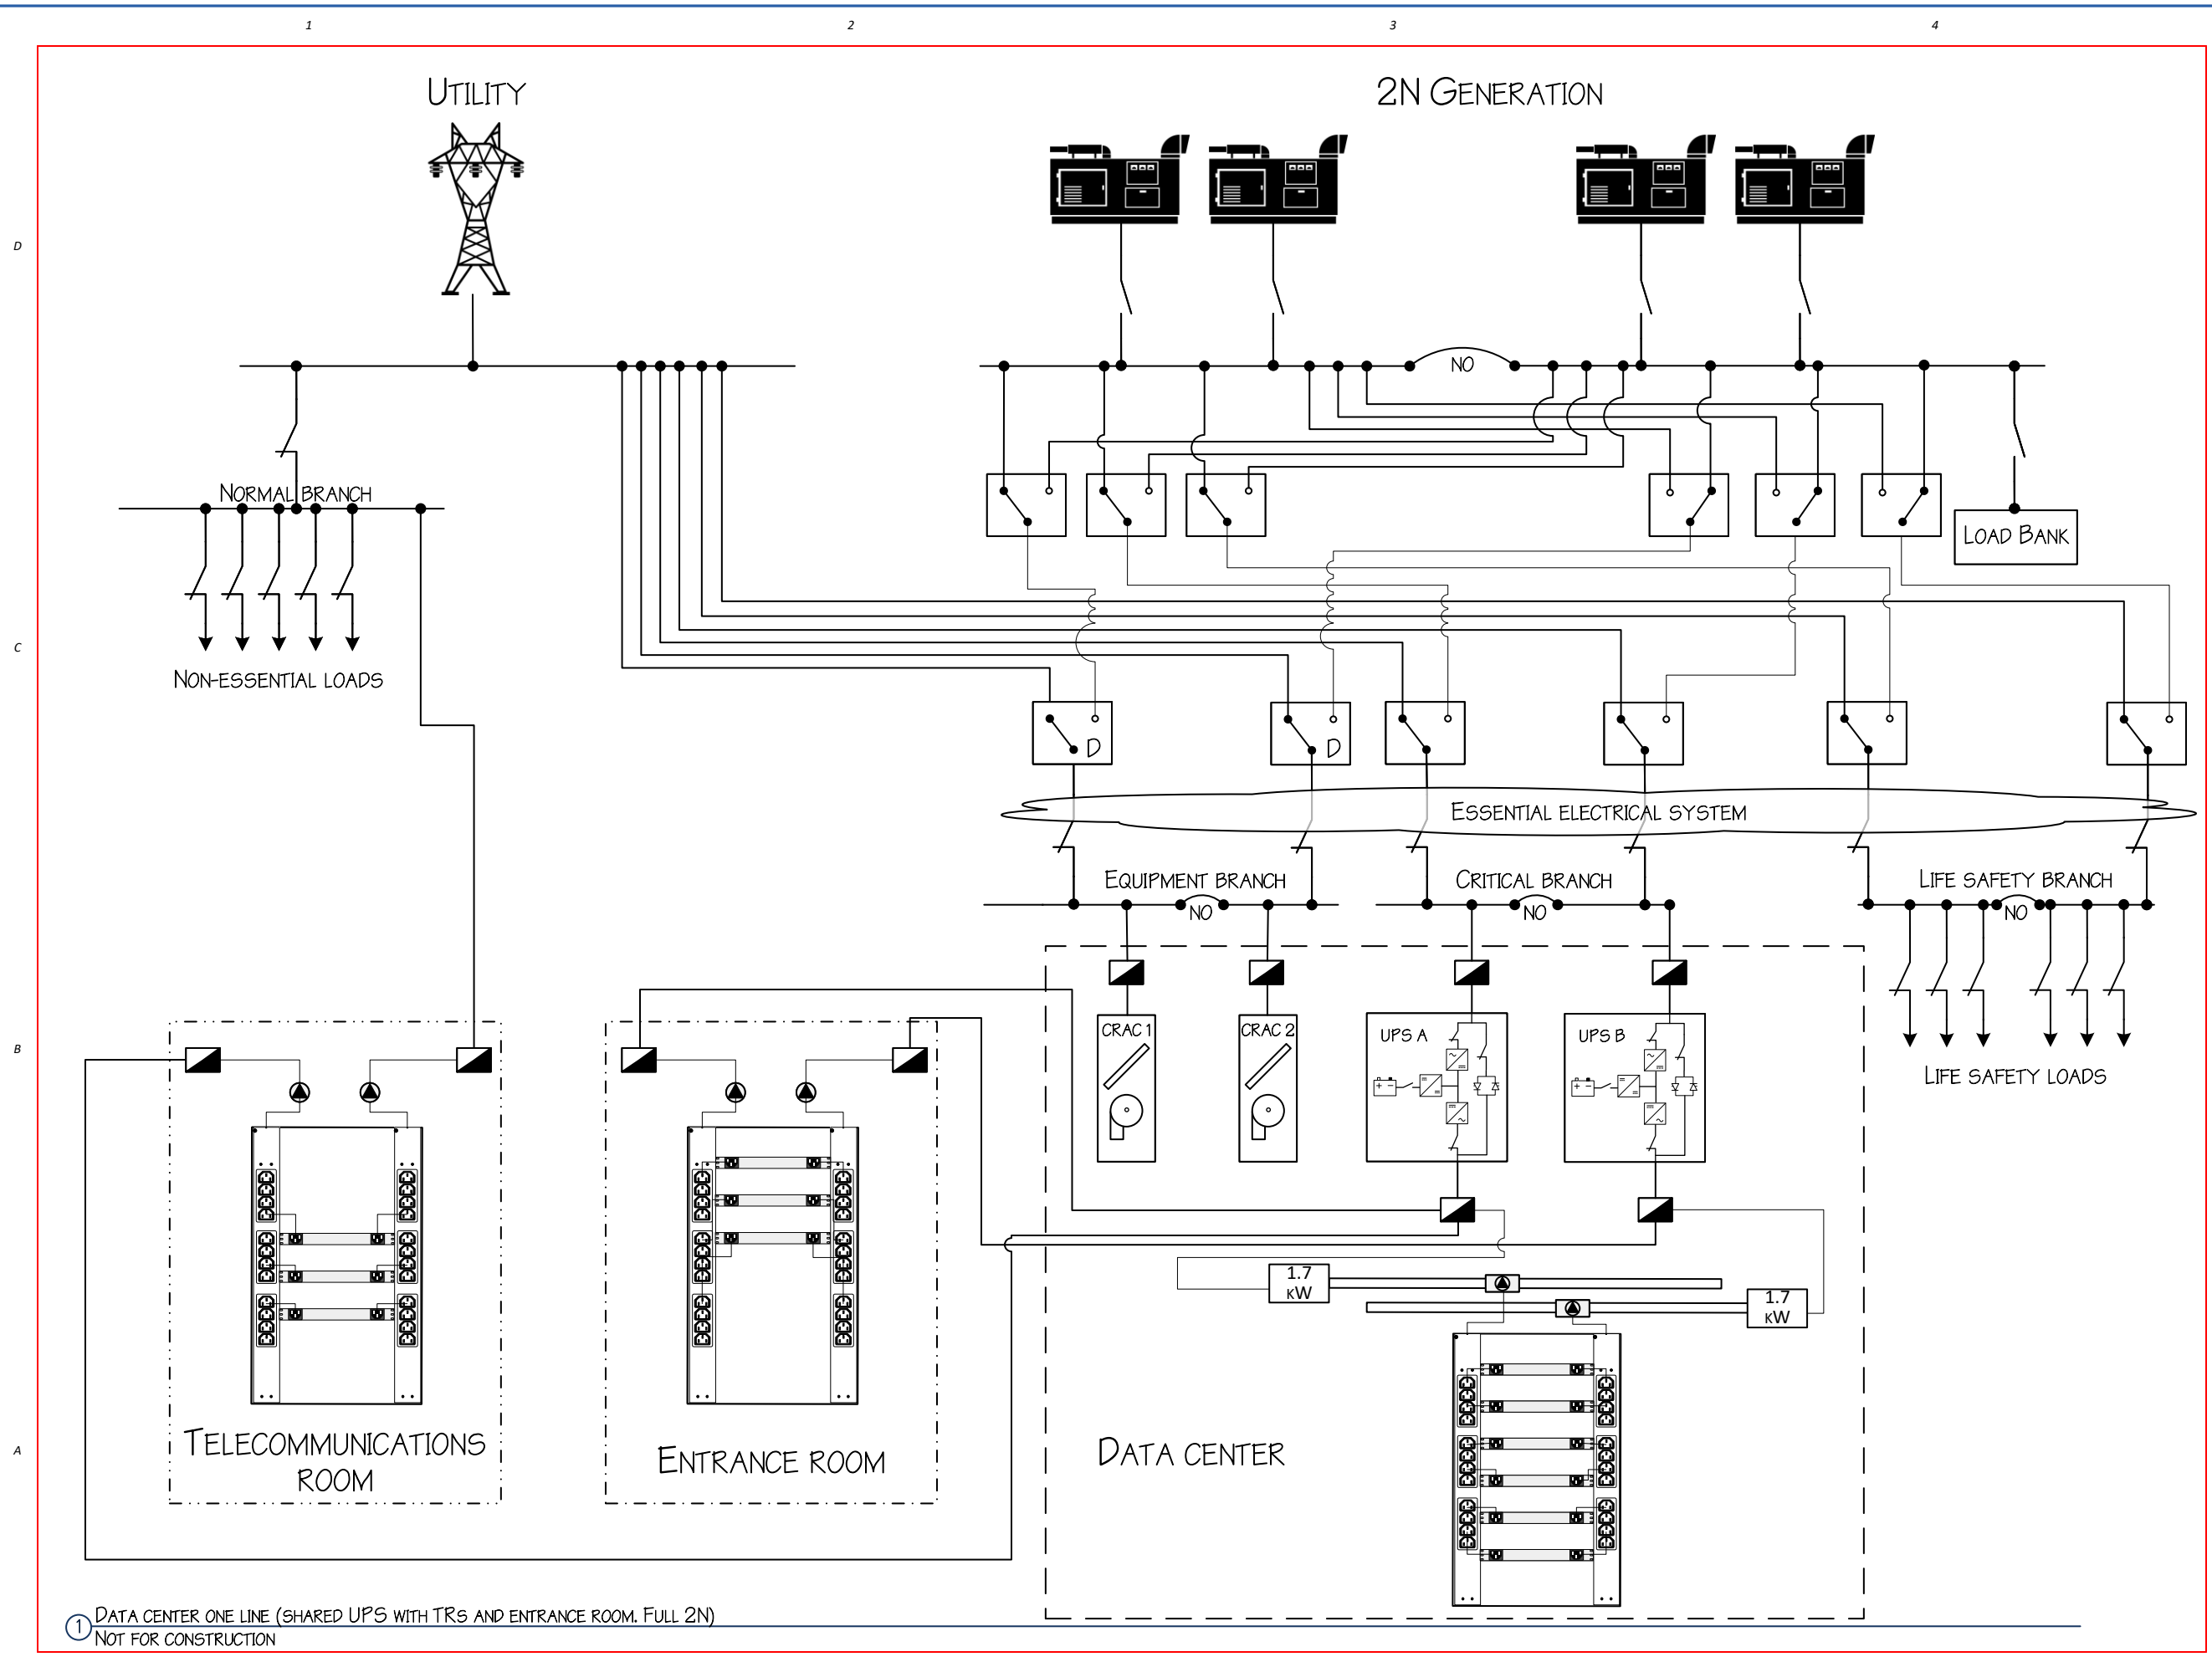 1 2 3 4
UTILITY
2N GENERATION
D
NO
NORMAL BRANCH
LOAD BANK
C
NON-ESSENTIAL LOADS
D D
ESSENTIAL ELECTRICAL SYSTEM
EQUIPMENT BRANCH
CRITICAL BRANCH
LIFE SAFETY BRANCH
NO NO NO
B
CRAC 1
CRAC 2
UPS A
UPS B
LIFE SAFETY LOADS
1.7
KW
1.7
KW
A
TELECOMMUNICATIONS
ROOM
ENTRANCE ROOM
DATA CENTER
1
DATA CENTER ONE LINE (SHARED UPS WITH TRS AND ENTRANCE ROOM. FULL 2N)
NOT FOR CONSTRUCTION